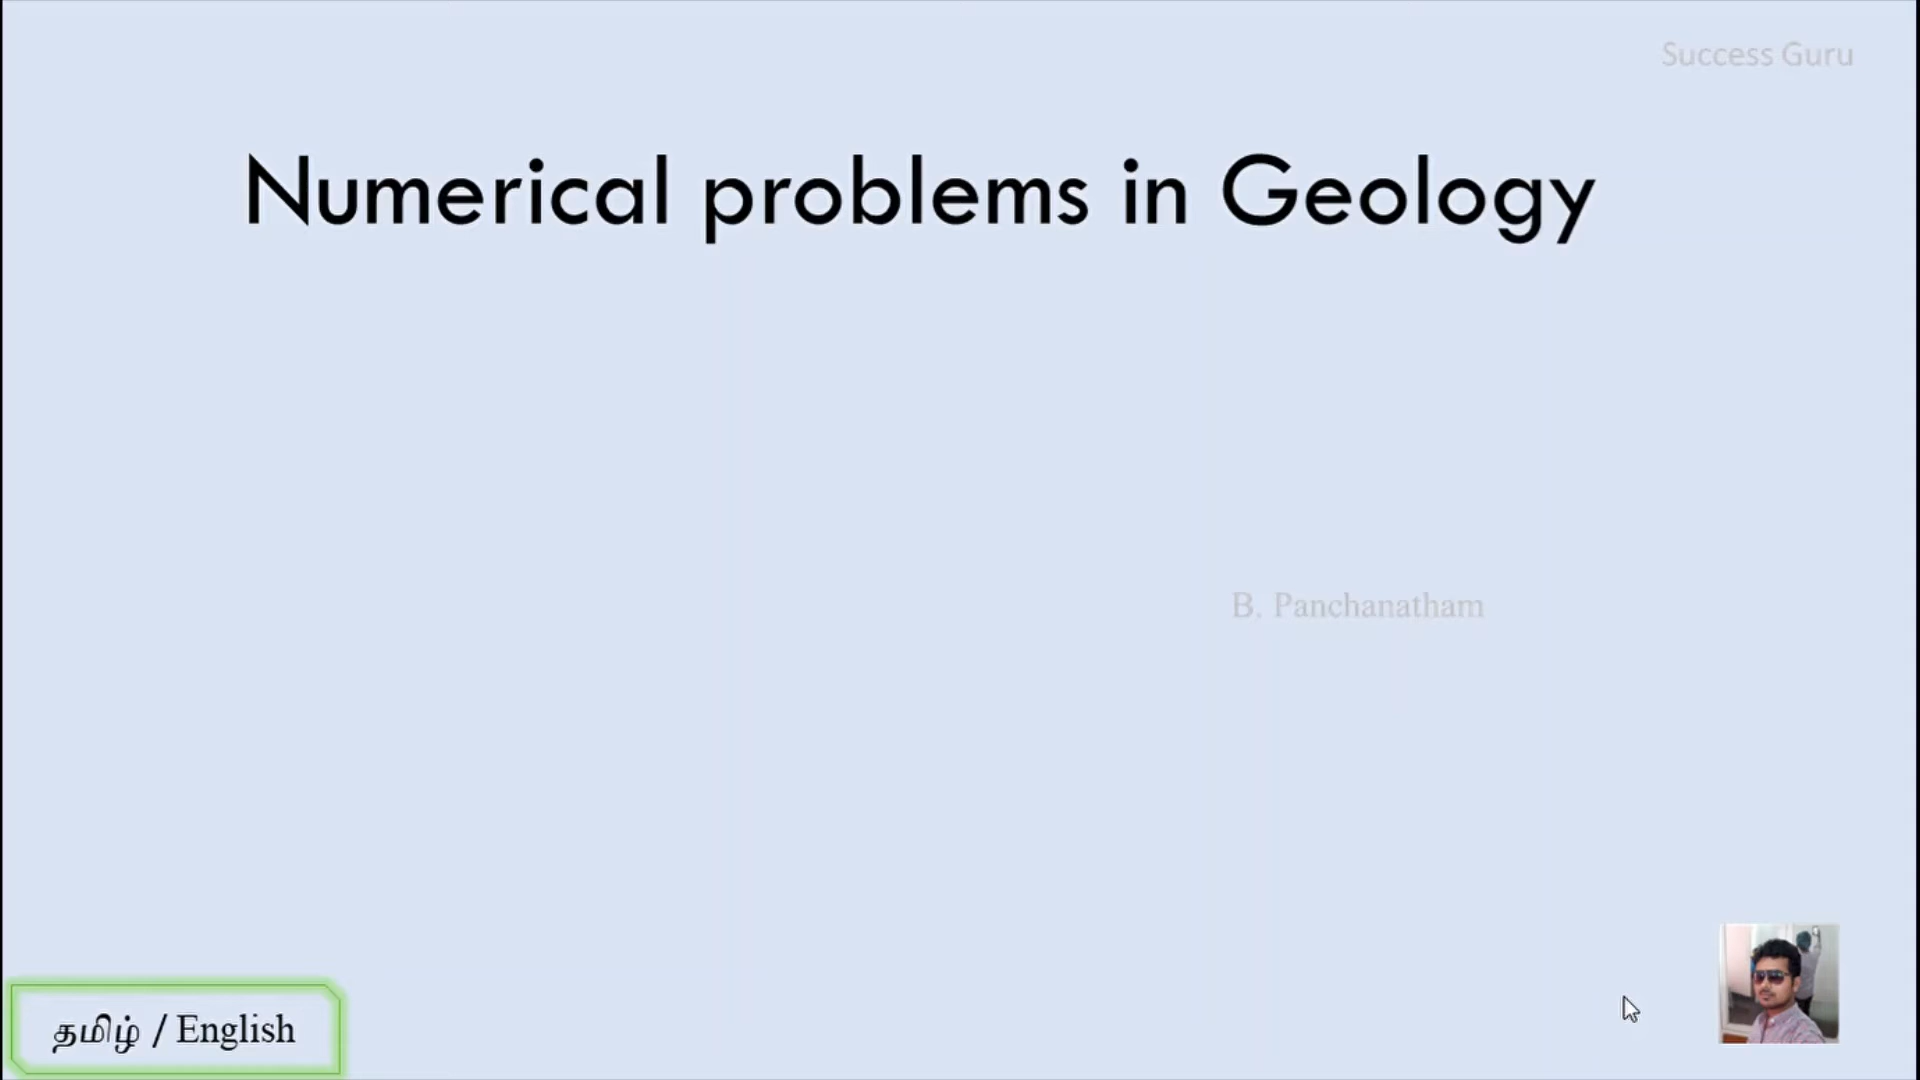 Success Guru
Numerical problems in Geology
B. Panchanatham
தமிழ் / English